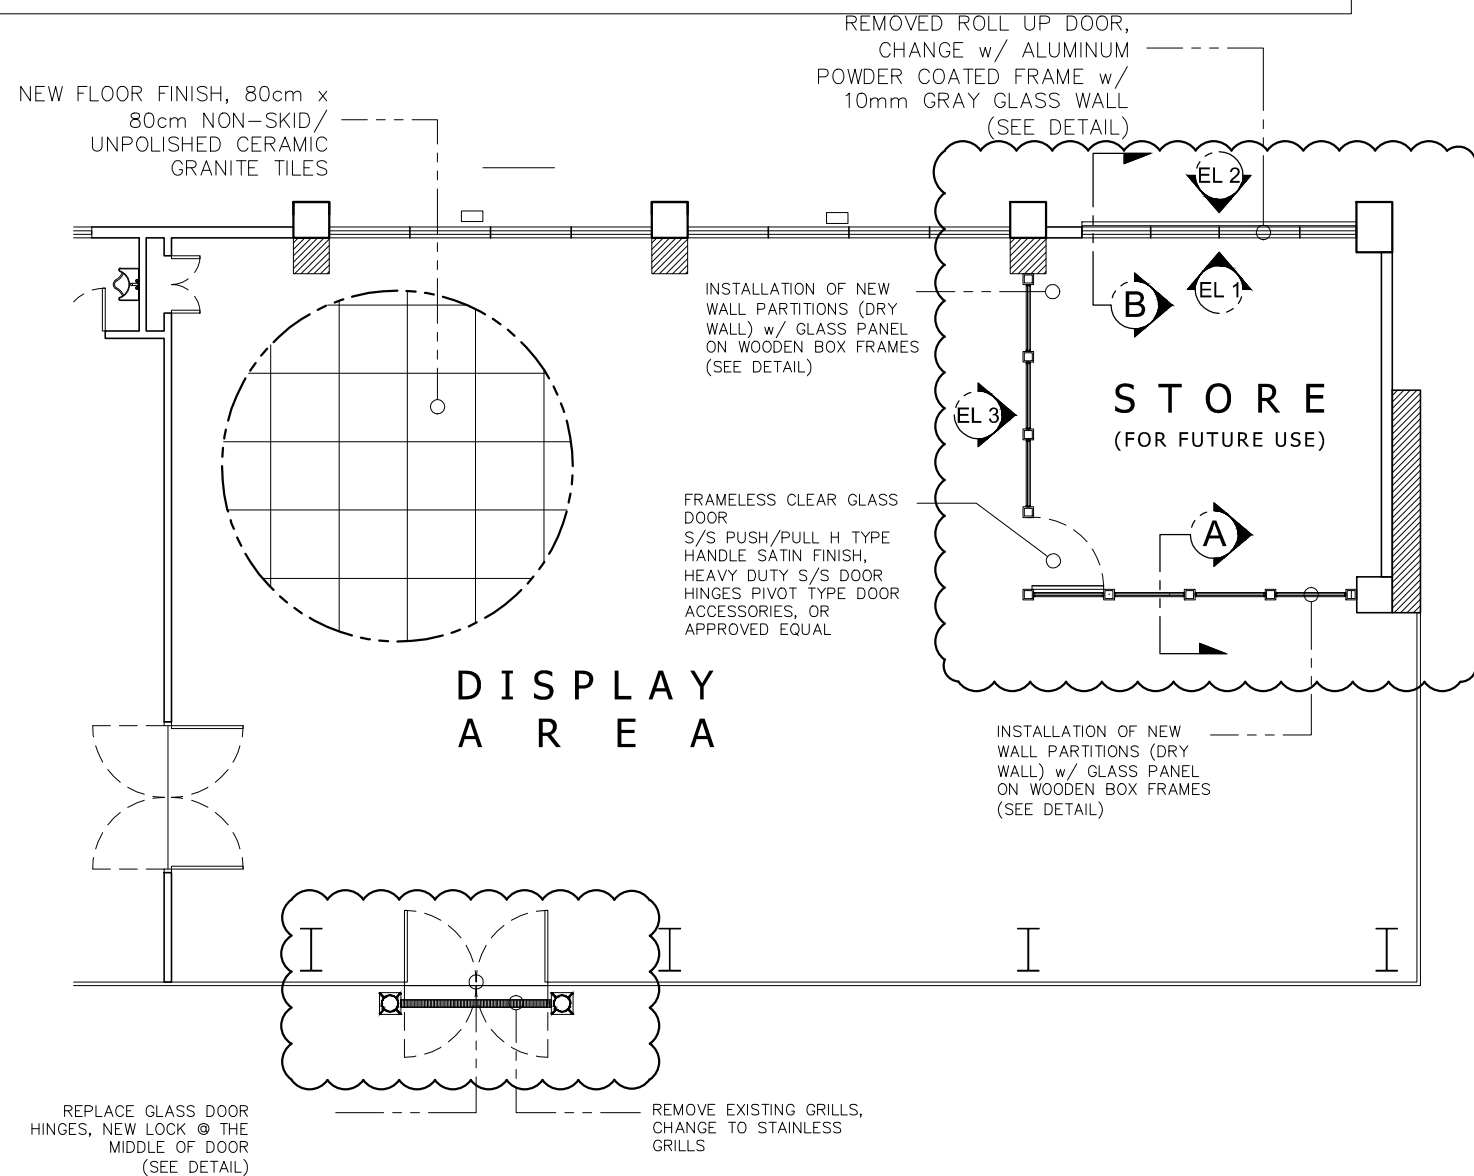 REMOVED ROLL UP DOOR,
CHANGE w/ ALUMINUM
POWDER COATED FRAME w/
10mm GRAY GLASS WALL
(SEE DETAIL)
NEW FLOOR FINISH, 80cm x
80cm NON-SKID/
UNPOLISHED CERAMIC
GRANITE TILES
EL 2
INSTALLATION OF NEW
WALL PARTITIONS (DRY
WALL) w/ GLASS PANEL
ON WOODEN BOX FRAMES
(SEE DETAIL)
B
EL 1
EL 3
STORE
(FOR FUTURE USE)
FRAMELESS CLEAR GLASS
DOOR
S/S PUSH/PULL H TYPE
HANDLE SATIN FINISH,
HEAVY DUTY S/S DOOR
HINGES PIVOT TYPE DOOR
ACCESSORIES, OR
APPROVED EQUAL
A
DISPLAY
AREA
INSTALLATION OF NEW
WALL PARTITIONS (DRY
WALL) w/ GLASS PANEL
ON WOODEN BOX FRAMES
(SEE DETAIL)
REPLACE GLASS DOOR
HINGES, NEW LOCK @ THE
MIDDLE OF DOOR
(SEE DETAIL)
REMOVE EXISTING GRILLS,
CHANGE TO STAINLESS
GRILLS